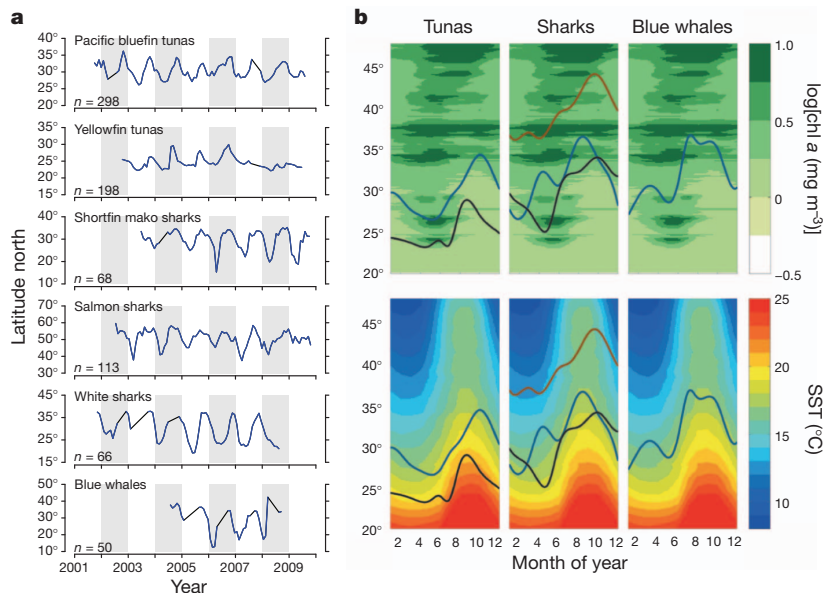 a
Latitude north
40°
35°
30°
25°
20°
Pacific bluefin tunas
n = 298
35°
30°
25°
20°
15°
Yellowfin tunas
n = 198
40°
30°
20°
10°
Shortfin mako sharks
n = 68
70°
60°
50°
40°
30°
Salmon sharks
n = 113
45°
35°
25°
15°
White sharks
n = 66
50°
40°
30°
20°
10°
Blue whales
n = 50
2001 2003 2005 2007 2009
Year
b
Tunas Sharks Blue whales
45°
40°
35°
30°
25°
20°
1.0
0.5
0
−0.5
log[chl a (mg m⁻³)]
45°
40°
35°
30°
25°
20°
25
20
15
10
SST (°C)
2 4 6 8 10 12 2 4 6 8 10 12 2 4 6 8 10 12
Month of year